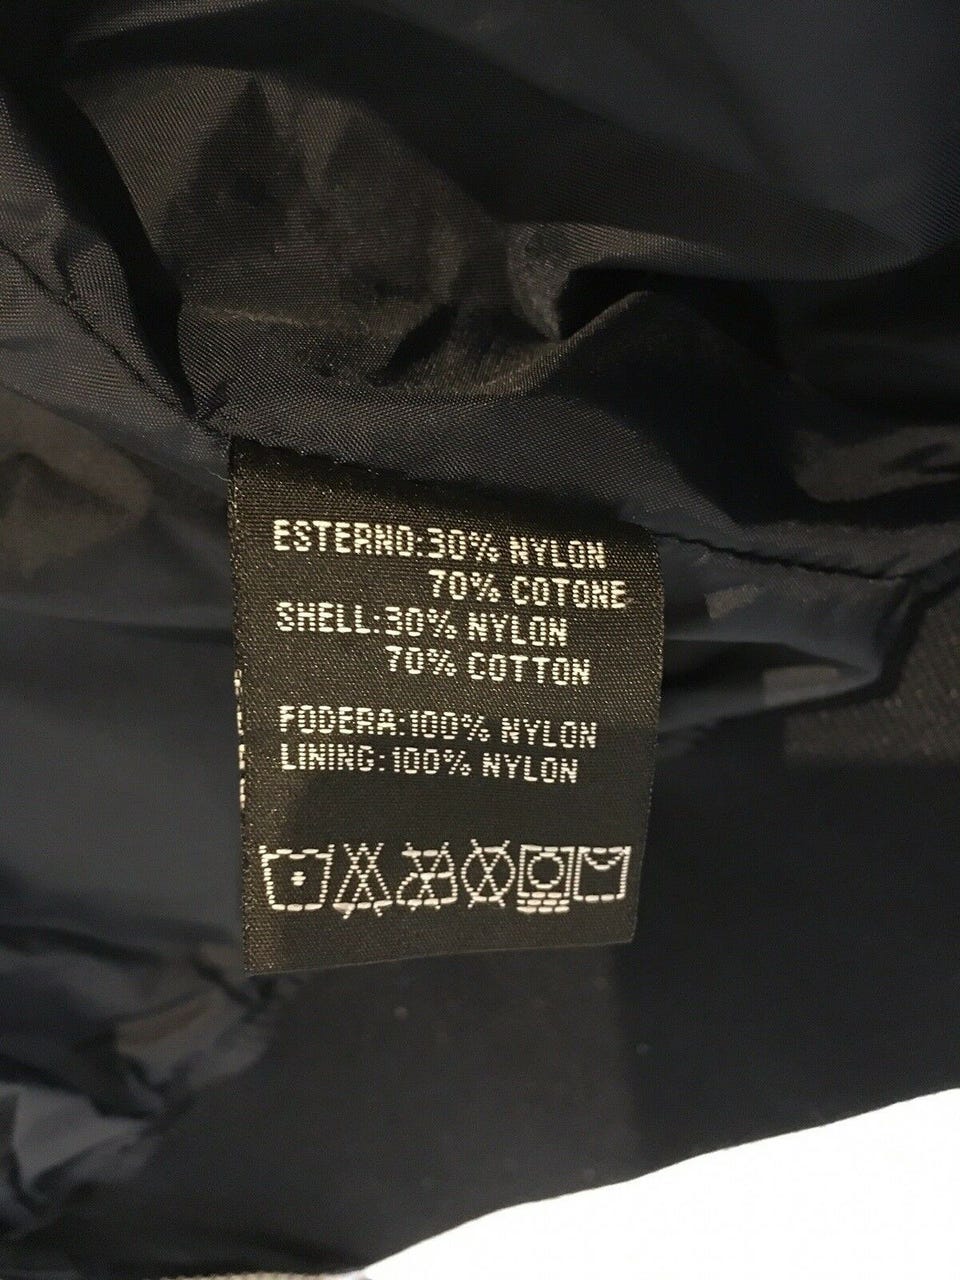 ESTERNO:30% NYLON
70% COTONE
SHELL:30% NYLON
70% COTTON
FODERA:100% NYLON
LINING:100% NYLON